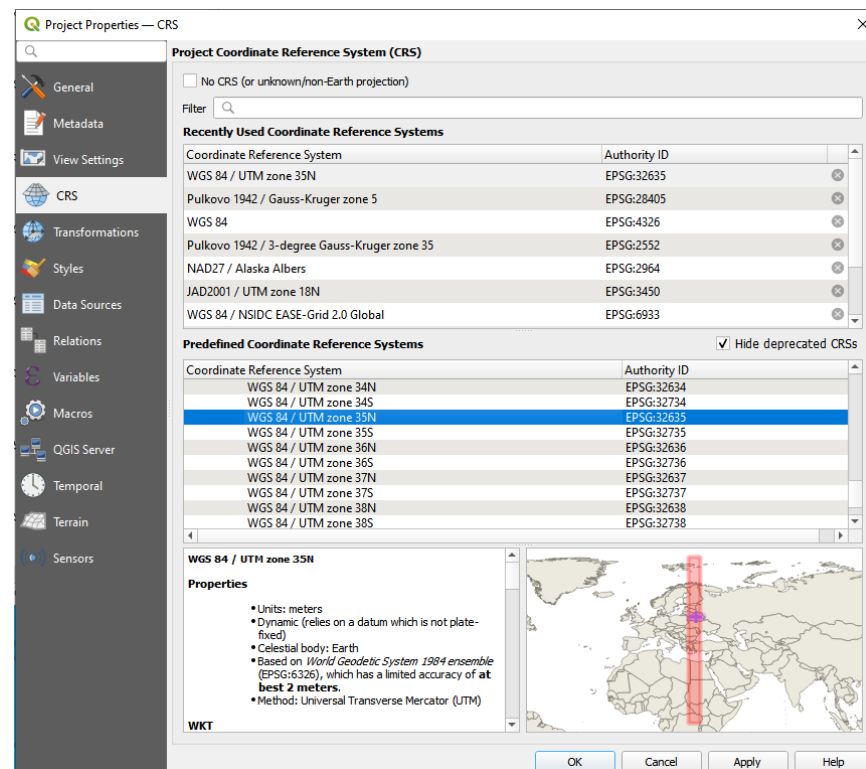 Project Properties — CRS
General
Metadata
View Settings
CRS
Transformations
Styles
Data Sources
Relations
Variables
Macros
QGIS Server
Temporal
Terrain
Sensors
Project Coordinate Reference System (CRS)
No CRS (or unknown/non-Earth projection)
Filter
Recently Used Coordinate Reference Systems
Coordinate Reference System Authority ID
WGS 84 / UTM zone 35N EPSG:32635
Pulkovo 1942 / Gauss-Kruger zone 5 EPSG:28405
WGS 84 EPSG:4326
Pulkovo 1942 / 3-degree Gauss-Kruger zone 35 EPSG:2552
NAD27 / Alaska Albers EPSG:2964
JAD2001 / UTM zone 18N EPSG:3450
WGS 84 / NSIDC EASE-Grid 2.0 Global EPSG:6933
Predefined Coordinate Reference Systems Hide deprecated CRSs
Coordinate Reference System Authority ID
WGS 84 / UTM zone 34N EPSG:32634
WGS 84 / UTM zone 34S EPSG:32734
WGS 84 / UTM zone 35N EPSG:32635
WGS 84 / UTM zone 35S EPSG:32735
WGS 84 / UTM zone 36N EPSG:32636
WGS 84 / UTM zone 36S EPSG:32736
WGS 84 / UTM zone 37N EPSG:32637
WGS 84 / UTM zone 37S EPSG:32737
WGS 84 / UTM zone 38N EPSG:32638
WGS 84 / UTM zone 38S EPSG:32738
WGS 84 / UTM zone 35N
Properties
• Units: meters
• Dynamic (relies on a datum which is not plate-
fixed)
• Celestial body: Earth
• Based on World Geodetic System 1984 ensemble
(EPSG:6326), which has a limited accuracy of at
best 2 meters.
• Method: Universal Transverse Mercator (UTM)
WKT
OK
Cancel
Apply
Help